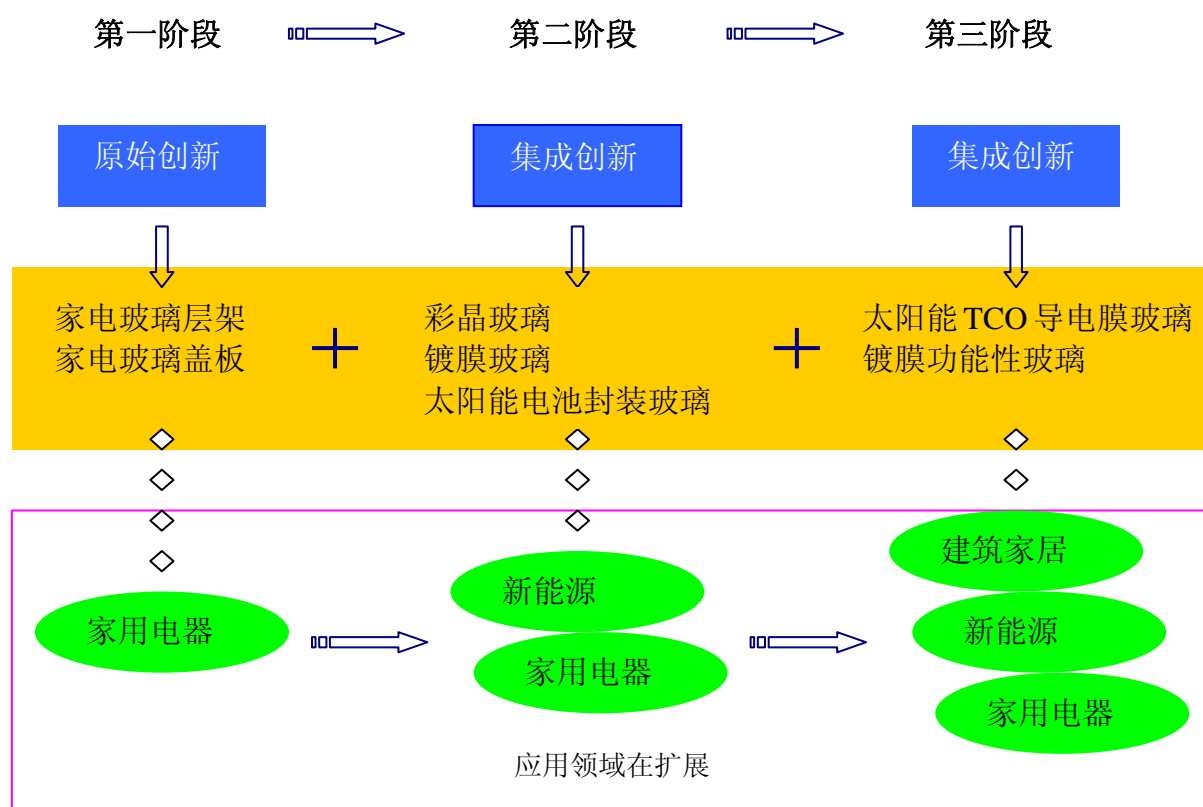 第一阶段
第二阶段
第三阶段
原始创新
集成创新
集成创新
家电玻璃层架
家电玻璃盖板
彩晶玻璃
镀膜玻璃
太阳能电池封装玻璃
太阳能 TCO 导电膜玻璃
镀膜功能性玻璃
家用电器
新能源
家用电器
建筑家居
新能源
家用电器
应用领域在扩展